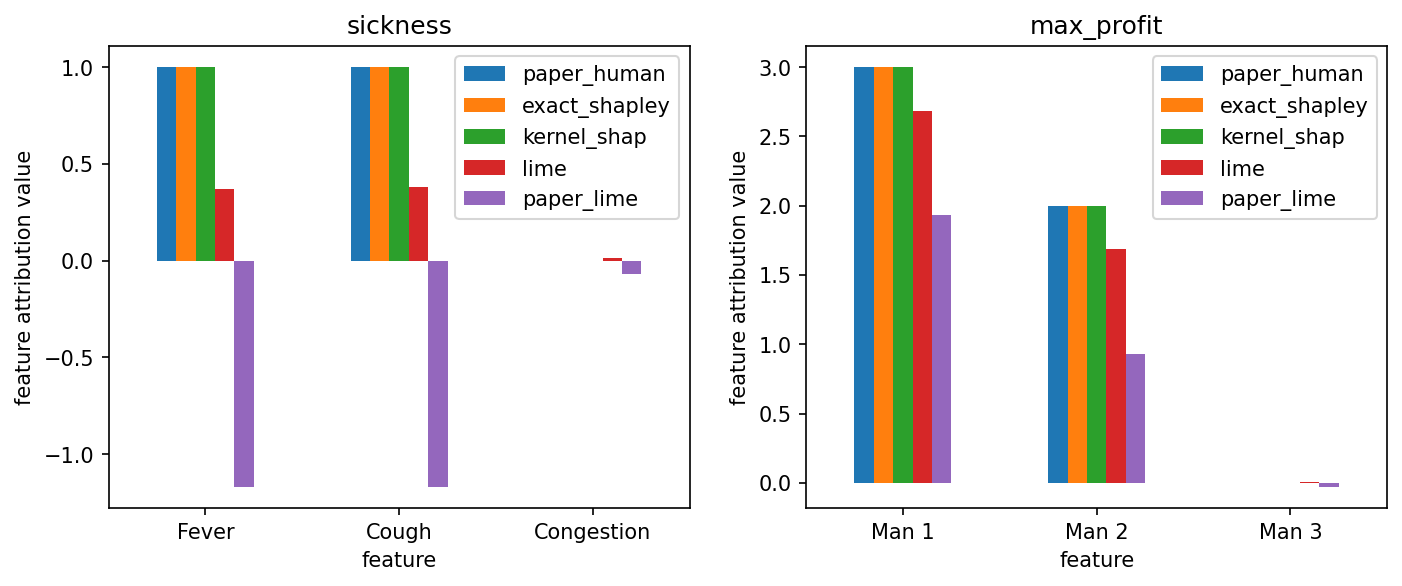 sickness
feature attribution value
1.0
0.5
0.0
−0.5
−1.0
paper_human
exact_shapley
kernel_shap
lime
paper_lime
Fever
Cough
Congestion
feature
max_profit
feature attribution value
3.0
2.5
2.0
1.5
1.0
0.5
0.0
paper_human
exact_shapley
kernel_shap
lime
paper_lime
Man 1
Man 2
Man 3
feature